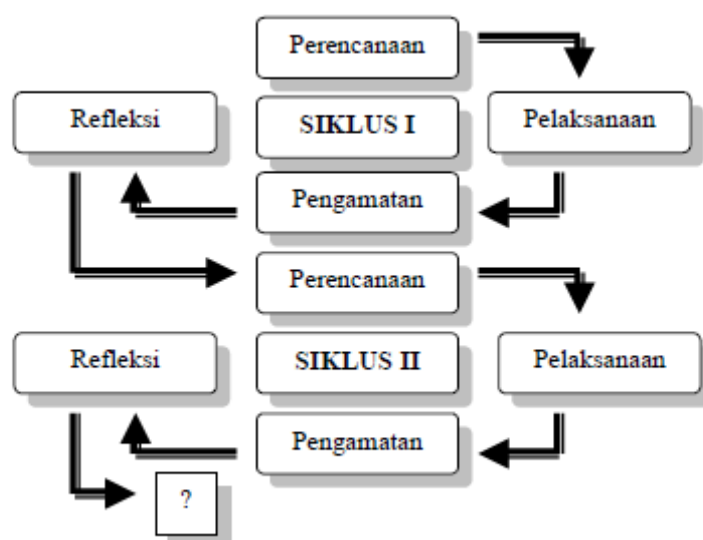 Perencanaan
Refleksi
SIKLUS I
Pelaksanaan
Pengamatan
Perencanaan
Refleksi
SIKLUS II
Pelaksanaan
Pengamatan
?